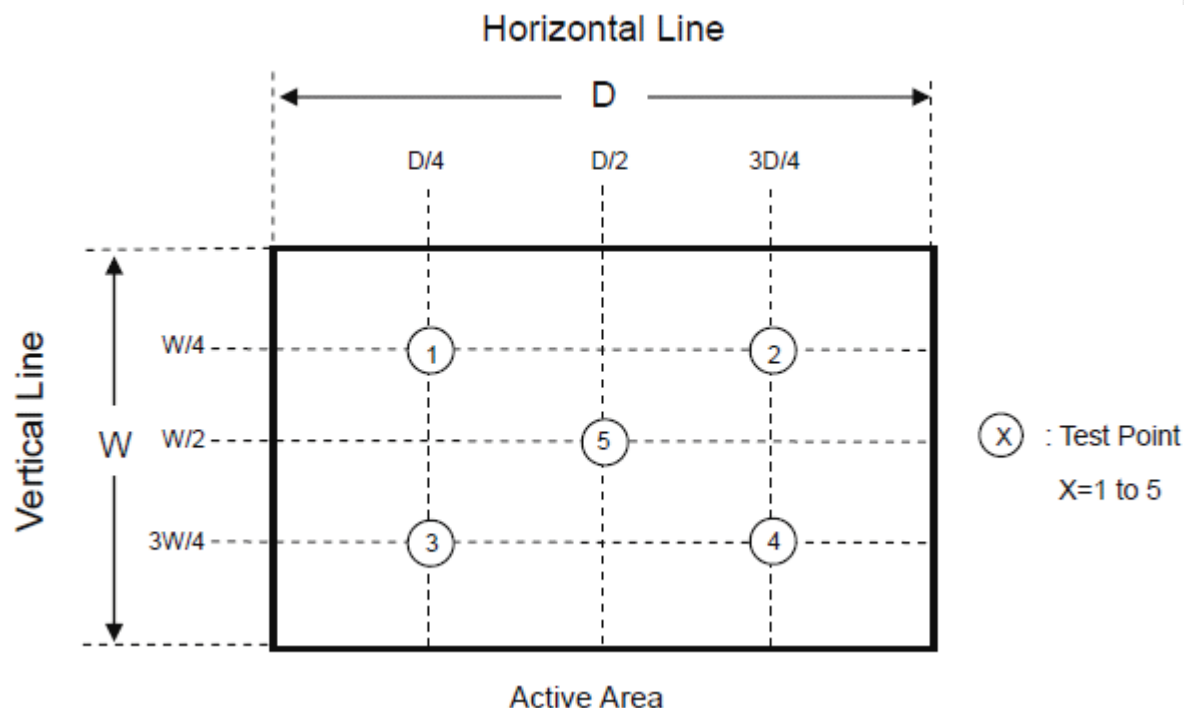 Horizontal Line
D
D/4 D/2 3D/4
Vertical Line
W
W/4
1 2
W/2
5
X : Test Point
X=1 to 5
3W/4
3 4
Active Area